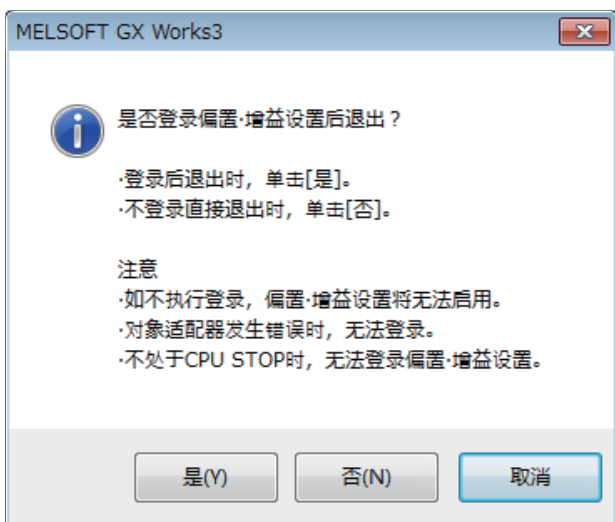 MELSOFT GX Works3
是否登录偏置·增益设置后退出？
·登录后退出时，单击[是]。
·不登录直接退出时，单击[否]。
注意
·如不执行登录，偏置·增益设置将无法启用。
·对象适配器发生错误时，无法登录。
·不处于CPU STOP时，无法登录偏置·增益设置。
是(Y)
否(N)
取消